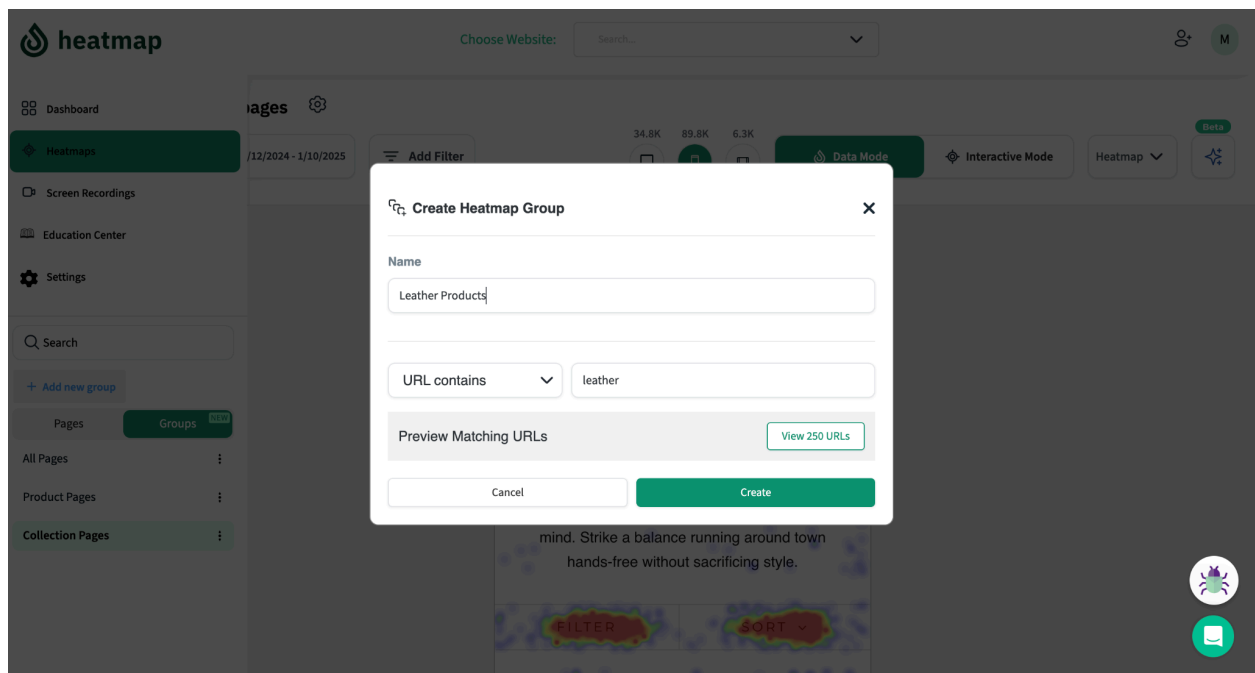 heatmap
Choose Website:
Search...
M
Dashboard
Heatmaps
Screen Recordings
Education Center
Settings
Search
+ Add new group
Pages
Groups
NEW
All Pages
Product Pages
Collection Pages
/12/2024 - 1/10/2025
Add Filter
34.8K 89.8K 6.3K
Data Mode
Interactive Mode
Heatmap
Beta
Create Heatmap Group
Name
Leather Products
URL contains
leather
Preview Matching URLs
View 250 URLs
Cancel
Create
mind. Strike a balance running around town
hands-free without sacrificing style.
FILTER
SORT